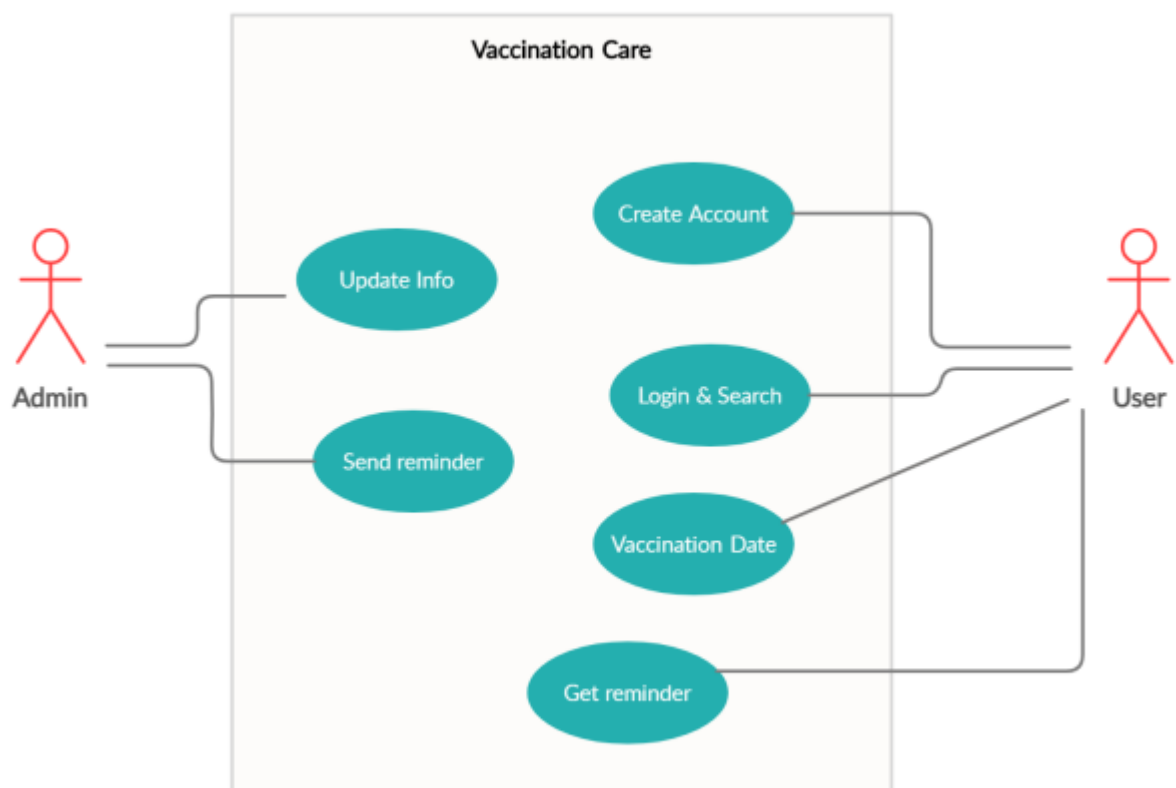 Vaccination Care
Create Account
Update Info
Admin
User
Login & Search
Send reminder
Vaccination Date
Get reminder